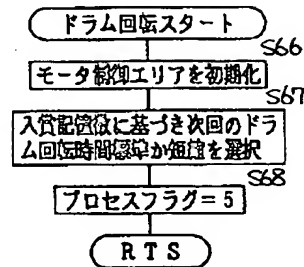 ドラム回転スタート
S66
モータ制御エリアを初期化
S67
入賞記憶数に基づき次回のドラ
ム回転時間標準か短縮を選択
S68
プロセスフラグ=5
RTS